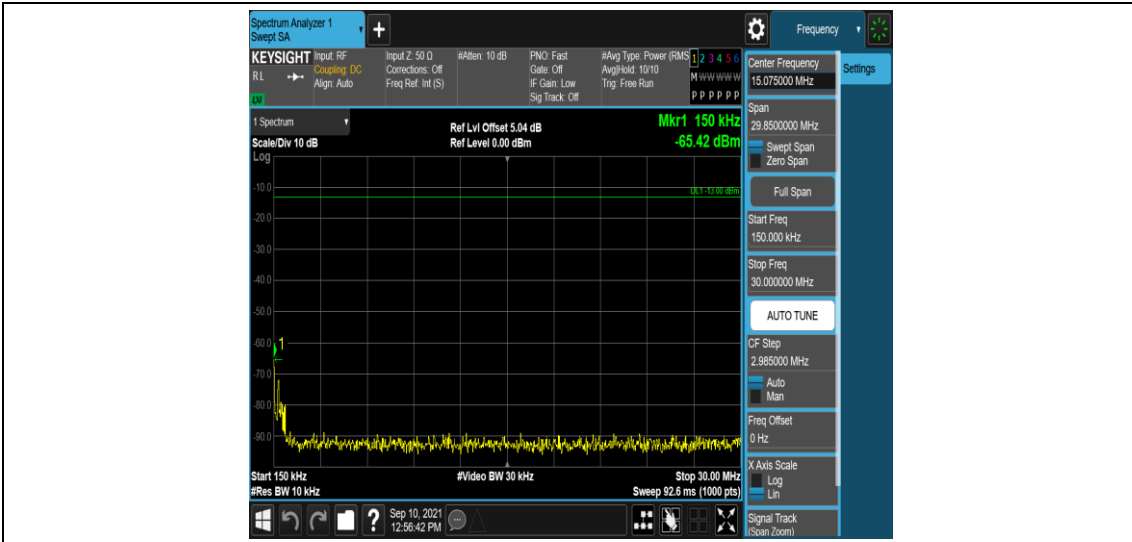 Spectrum Analyzer 1
Swept SA
Frequency
KEYSIGHT
Input: RF
Coupling: DC
Align: Auto
RL
Input Z: 50 Ω
Corrections: Off
Freq Ref: Int (S)
#Atten: 10 dB
PNO: Fast
Gate: Off
IF Gain: Low
Sig Track: Off
#Avg Type: Power (RMS
Avg|Hold: 10/10
Trig: Free Run
1 2 3 4 5 6
M W W W W W
P P P P P P
1 Spectrum
Scale/Div 10 dB
Log
Ref Lvl Offset 5.04 dB
Ref Level 0.00 dBm
Mkr1 150 kHz
-65.42 dBm
DL1 -13.00 dBm
-10.0
-20.0
-30.0
-40.0
-50.0
-60.0
1
-70.0
-80.0
-90.0
Start 150 kHz
#Res BW 10 kHz
#Video BW 30 kHz
Stop 30.00 MHz
Sweep 92.6 ms (1000 pts)
Center Frequency
15.075000 MHz
Settings
Span
29.8500000 MHz
Swept Span
Zero Span
Full Span
Start Freq
150.000 kHz
Stop Freq
30.000000 MHz
AUTO TUNE
CF Step
2.985000 MHz
Auto
Man
Freq Offset
0 Hz
X Axis Scale
Log
Lin
Signal Track
(Span Zoom)
?
Sep 10, 2021
12:56:42 PM